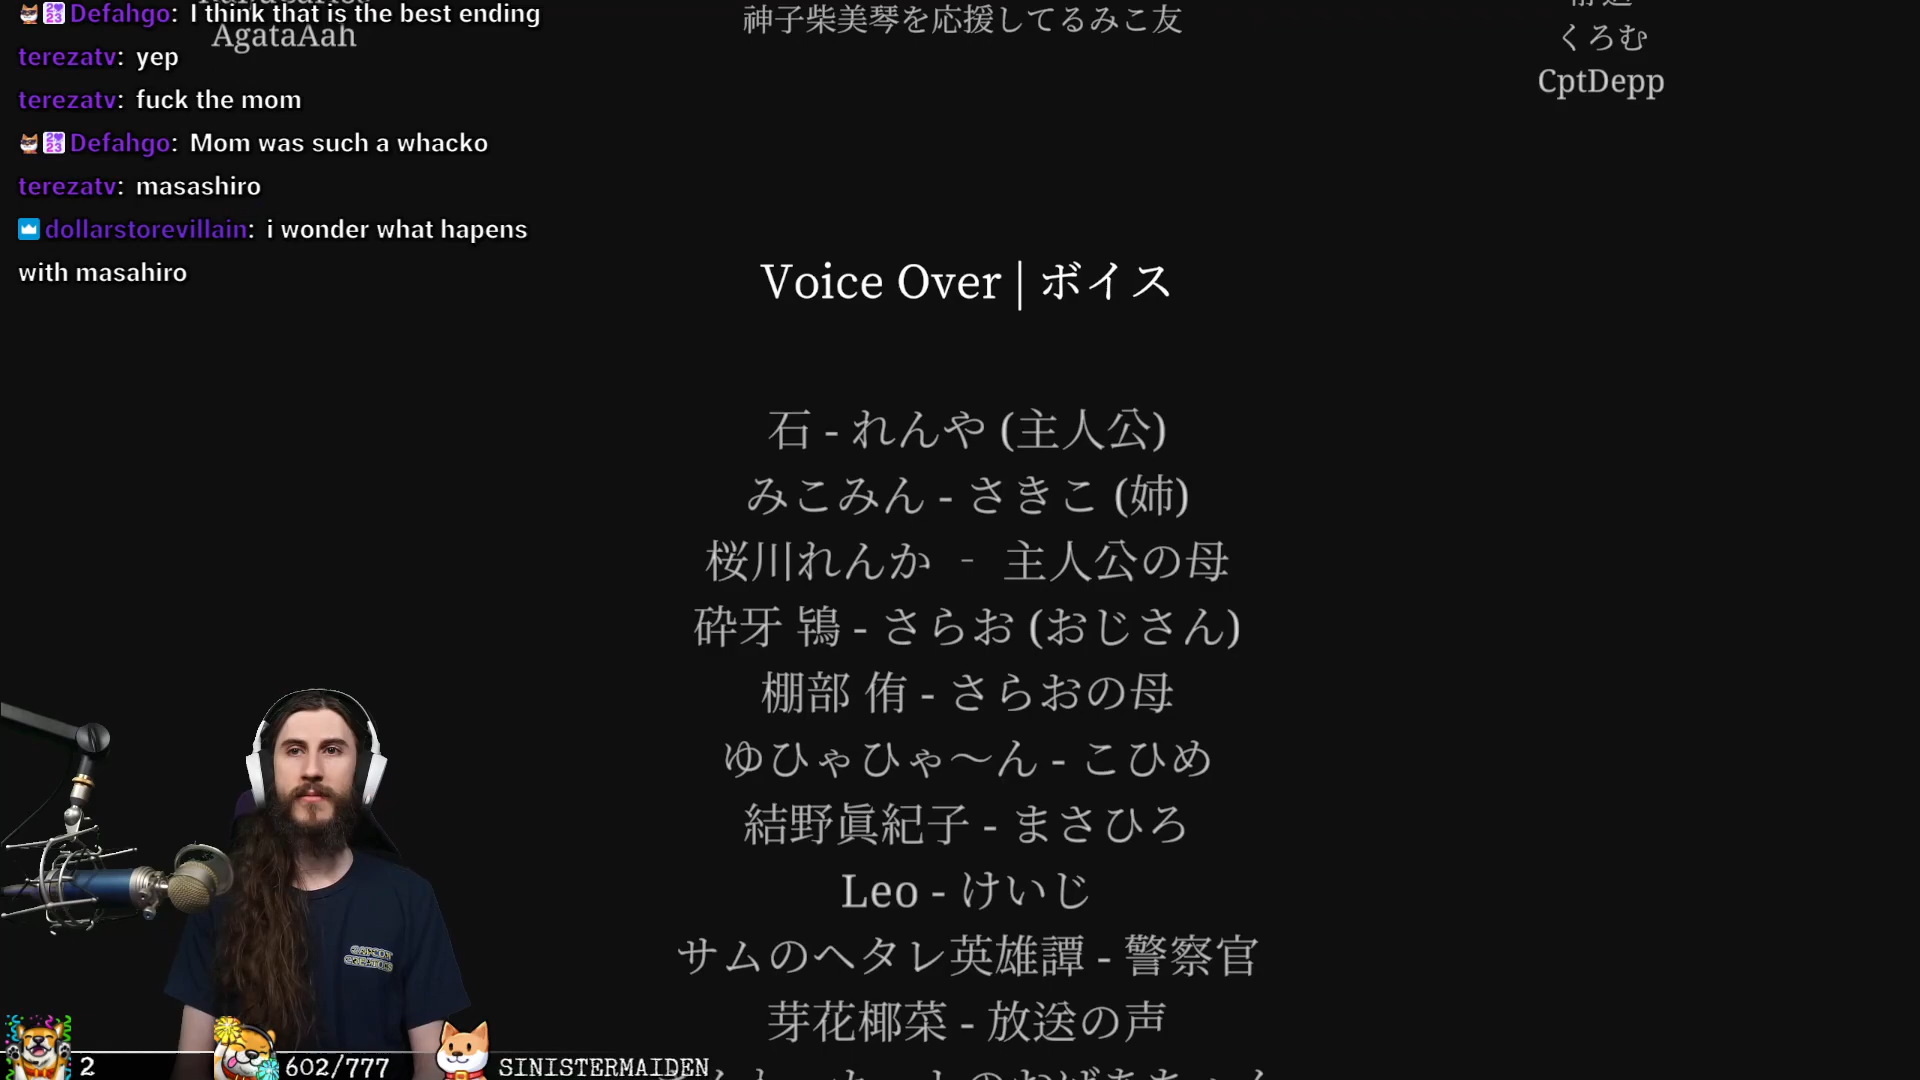 Defahgo: I think that is the best ending
AgataAah
terezatv: yep
terezatv: fuck the mom
Defahgo: Mom was such a whacko
terezatv: masashiro
dollarstorevillain: i wonder what hapens
with masahiro
神子柴美琴を応援してるみこ友
くろむ
CptDepp
Voice Over | ボイス
石 - れんや (主人公)
みこみん - さきこ (姉)
桜川れんか - 主人公の母
砕牙 鴇 - さらお (おじさん)
棚部 侑 - さらおの母
ゆひゃひゃ〜ん - こひめ
結野眞紀子 - まさひろ
Leo - けいじ
サムのヘタレ英雄譚 - 警察官
芽花椰菜 - 放送の声
2
602/777
SINISTERMAIDEN